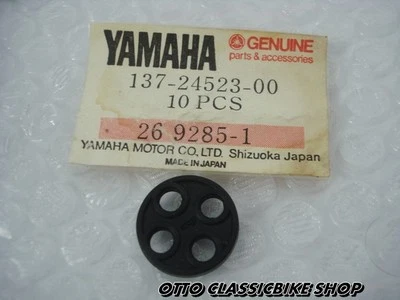 YAMAHA GENUINE
parts & accessories
137-24523-00
10 PCS
26 9285-1
YAMAHA MOTOR CO., LTD. Shizuoka Japan
MADE IN JAPAN
OTTO CLASSICBIKE SHOP